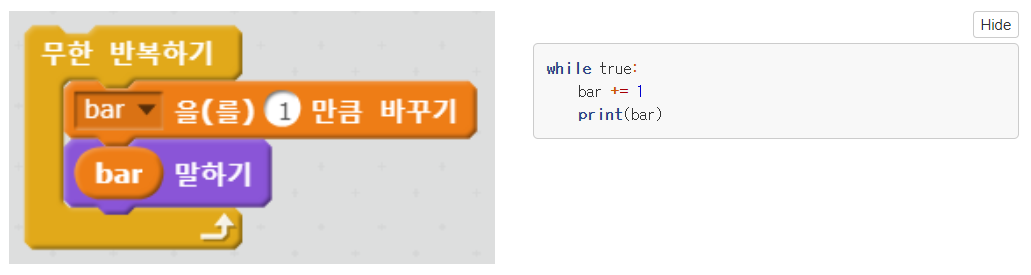 무한 반복하기
bar 을(를) 1 만큼 바꾸기
bar 말하기
Hide
while true:
    bar += 1
    print(bar)